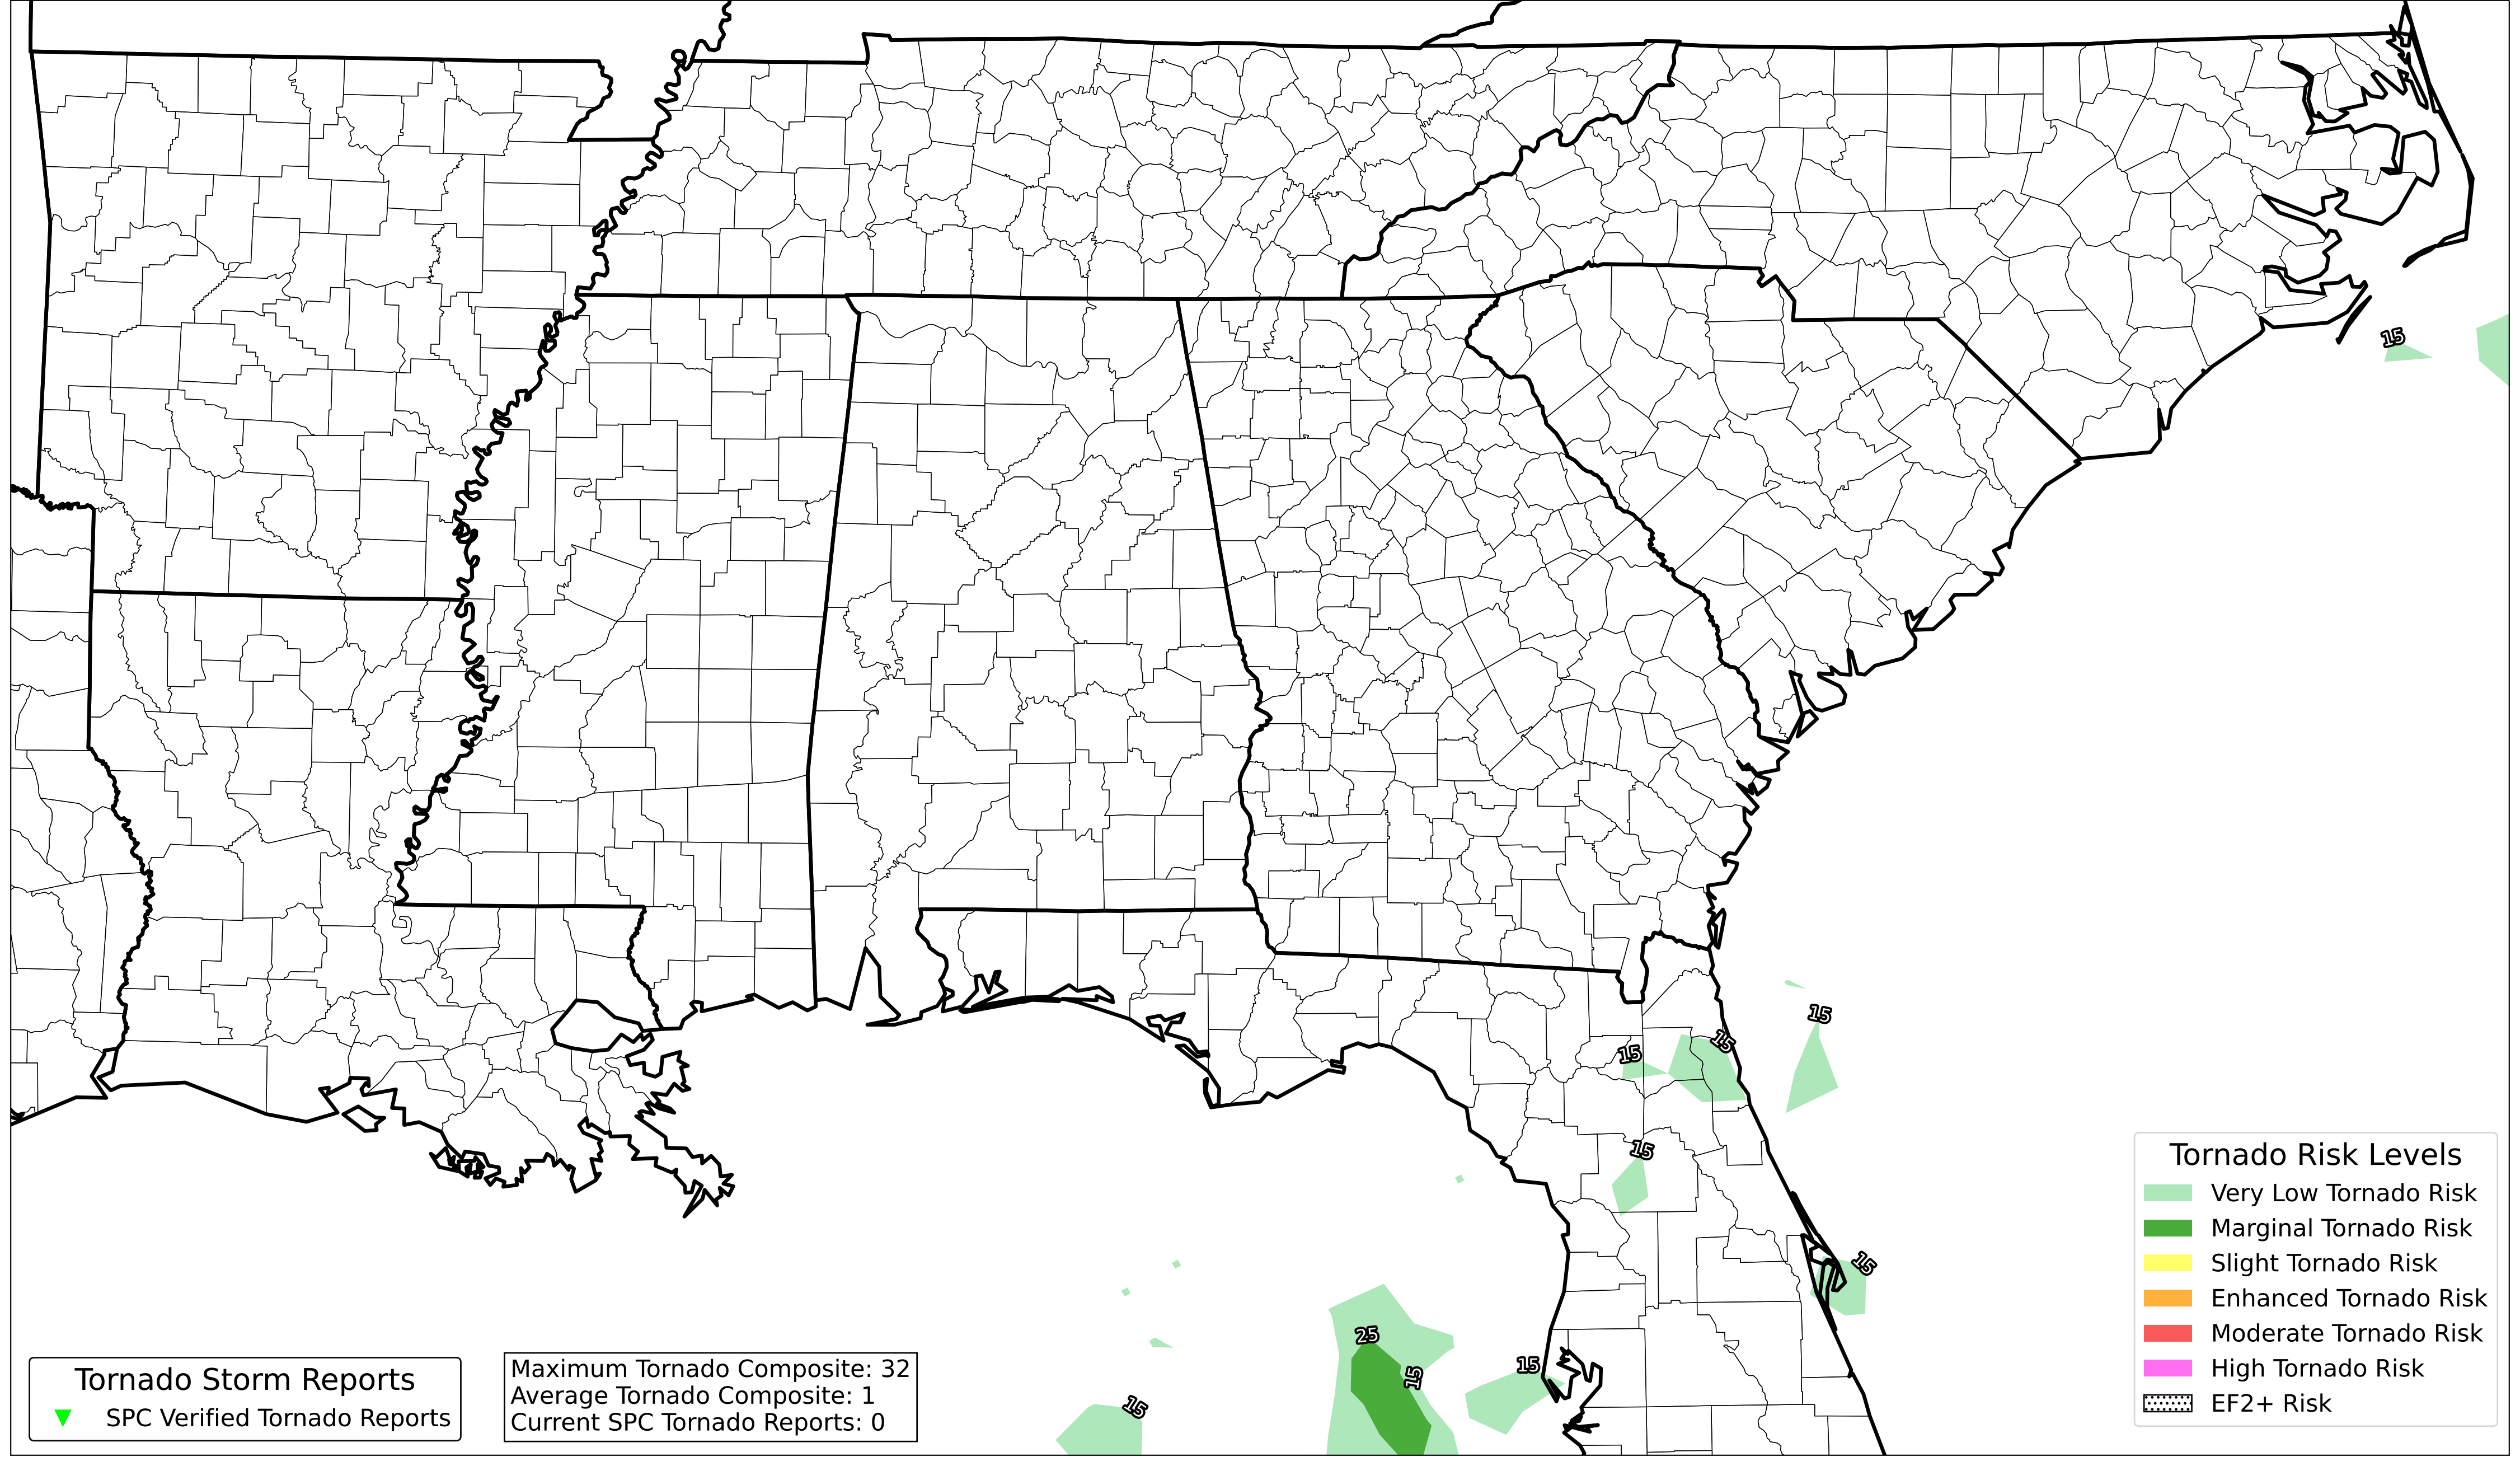 15
15
15
15
15
15
25
15
15
15
Tornado Risk Levels
Very Low Tornado Risk
Marginal Tornado Risk
Slight Tornado Risk
Enhanced Tornado Risk
Moderate Tornado Risk
High Tornado Risk
EF2+ Risk
Tornado Storm Reports
SPC Verified Tornado Reports
Maximum Tornado Composite: 32
Average Tornado Composite: 1
Current SPC Tornado Reports: 0